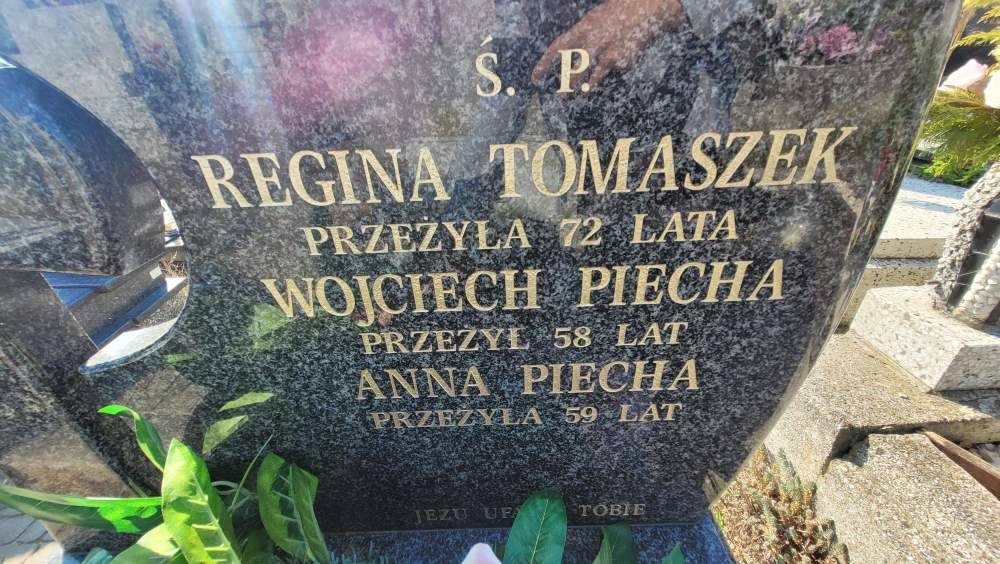 Ś. P.
REGINA TOMASZEK
PRZEŻYŁA 72 LATA
WOJCIECH PIECHA
PRZEŻYŁ 58 LAT
ANNA PIECHA
PRZEŻYŁA 59 LAT
JEZU TOBIE